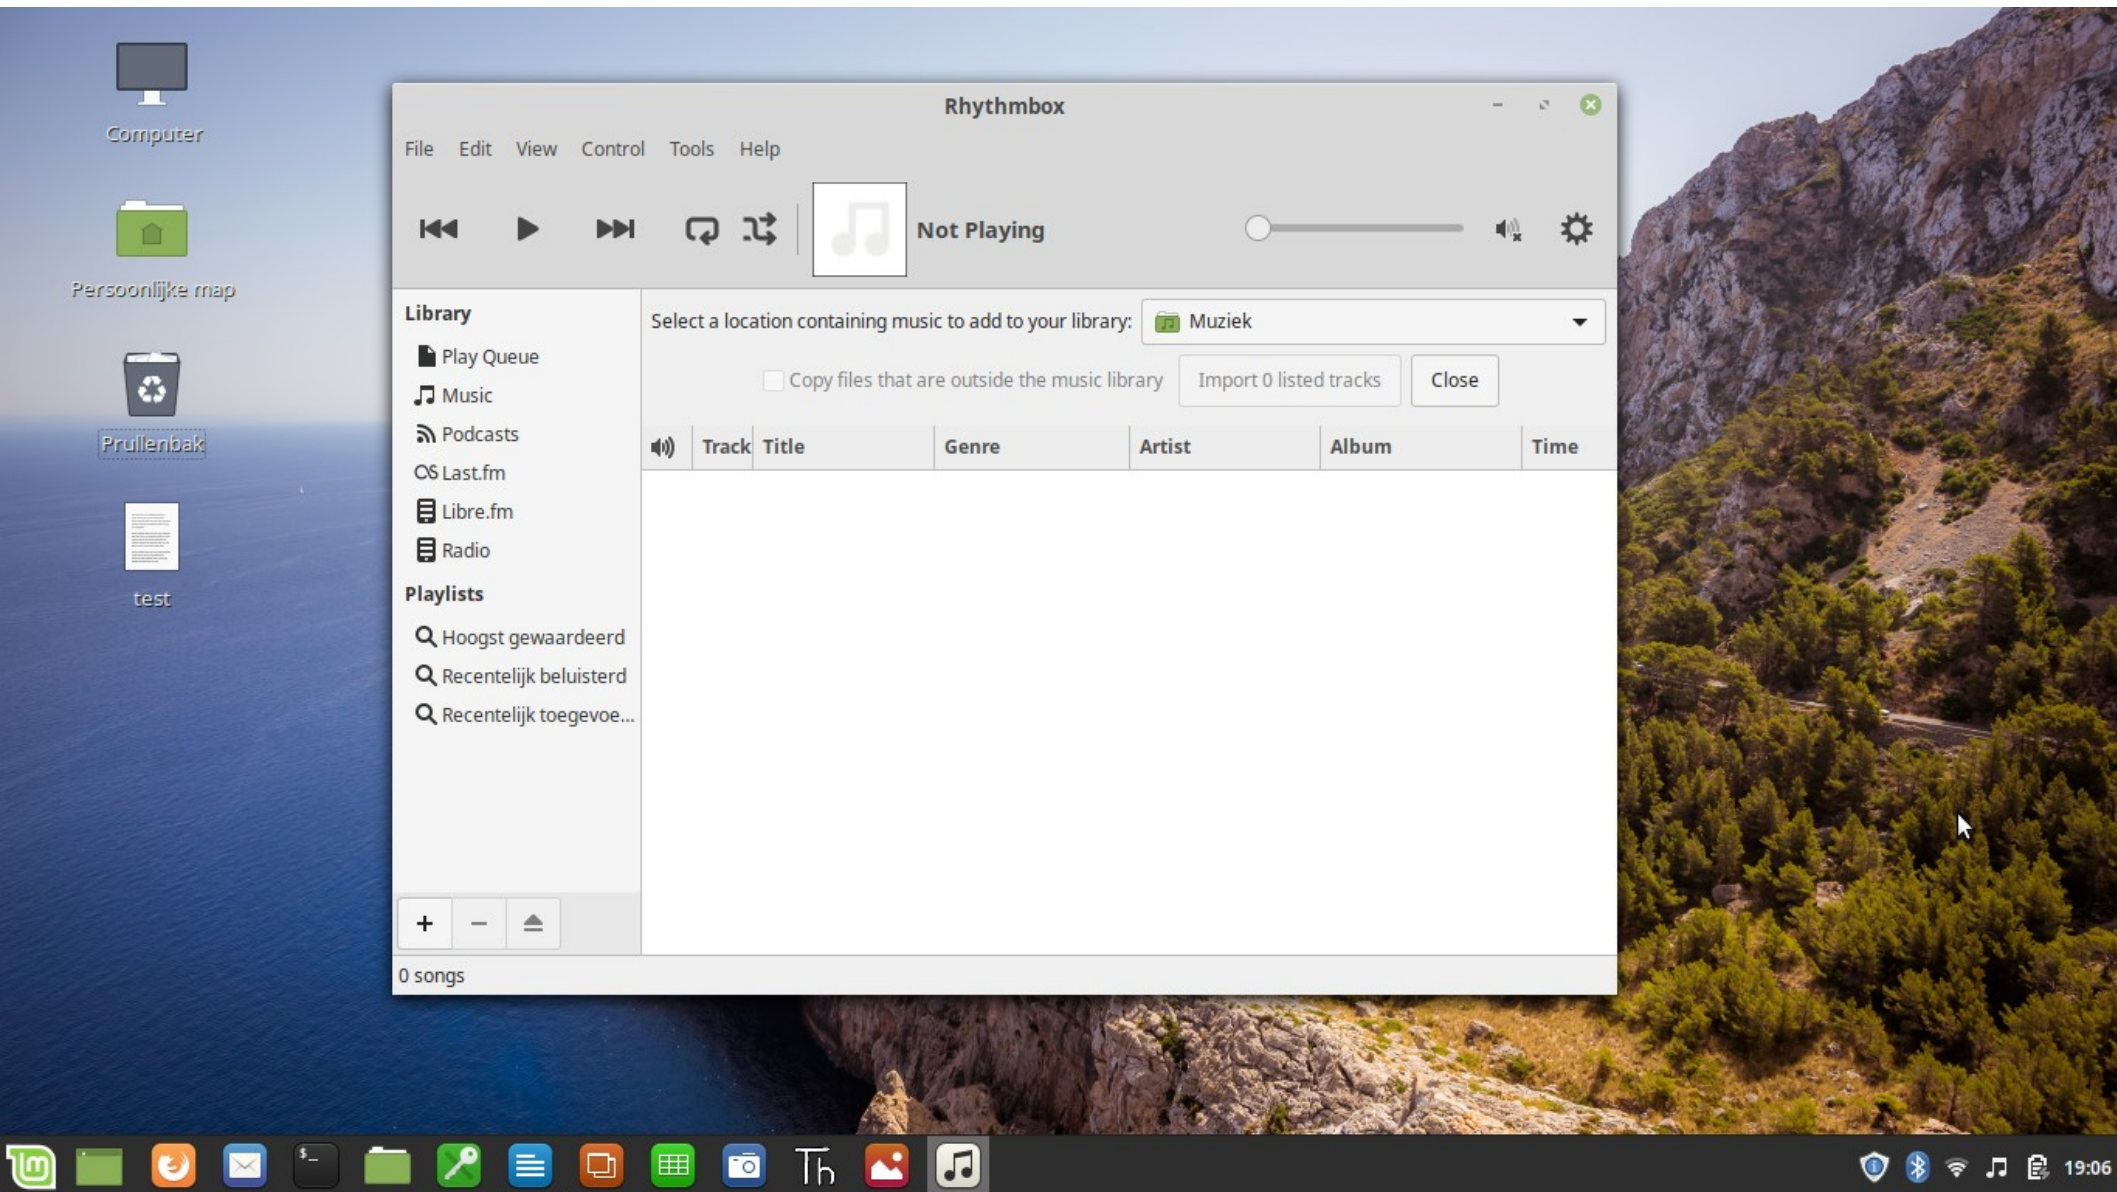 Computer
Persoonlijke map
Prullenbak
test
Rhythmbox
File Edit View Control Tools Help
Not Playing
Library
Play Queue
Music
Podcasts
Last.fm
Libre.fm
Radio
Playlists
Hoogst gewaardeerd
Recentelijk beluisterd
Recentelijk toegevoe...
Select a location containing music to add to your library: Muziek
Copy files that are outside the music library Import 0 listed tracks Close
Track Title Genre Artist Album Time
0 songs
$_
Th
19:06